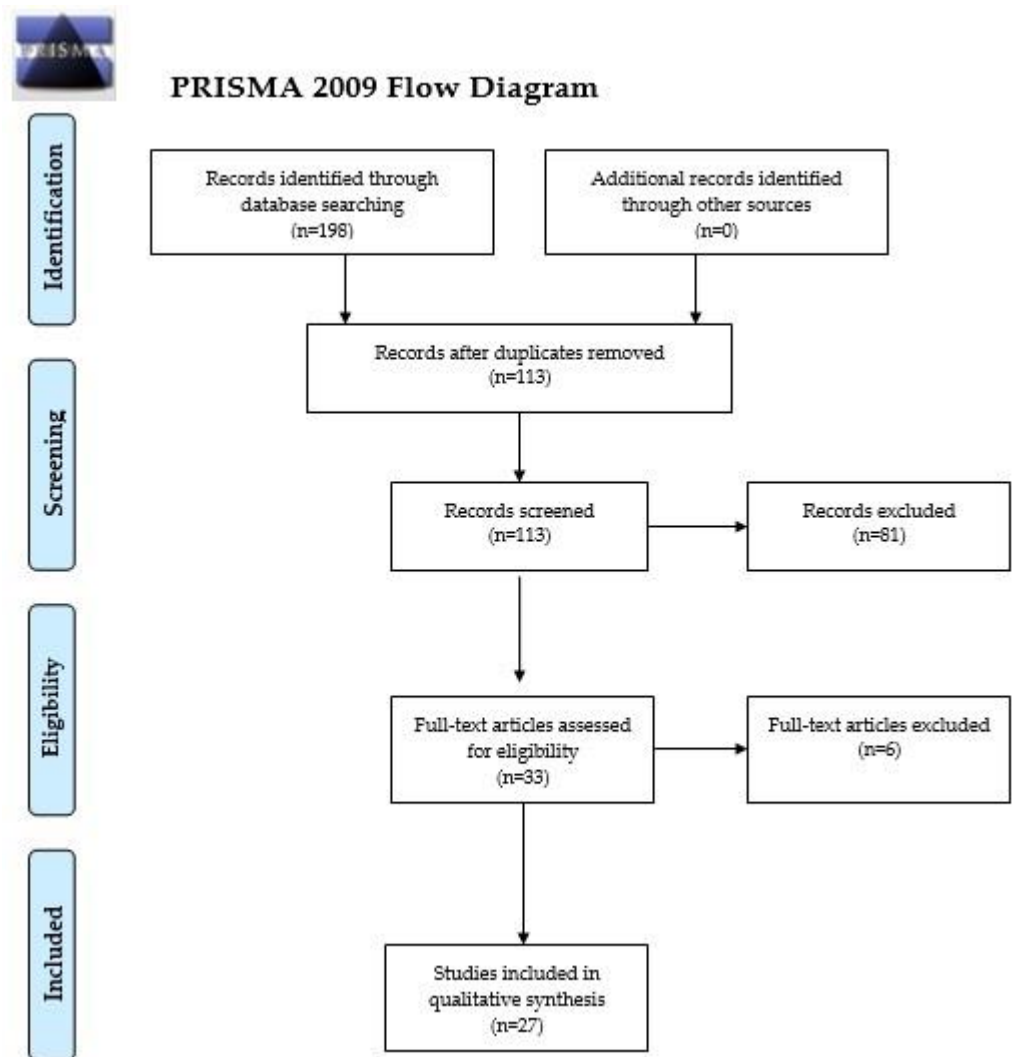 PRISMA
PRISMA 2009 Flow Diagram
Identification
Records identified through
database searching
(n=198)
Additional records identified
through other sources
(n=0)
Records after duplicates removed
(n=113)
Screening
Records screened
(n=113)
Records excluded
(n=81)
Eligibility
Full-text articles assessed
for eligibility
(n=33)
Full-text articles excluded
(n=6)
Included
Studies included in
qualitative synthesis
(n=27)